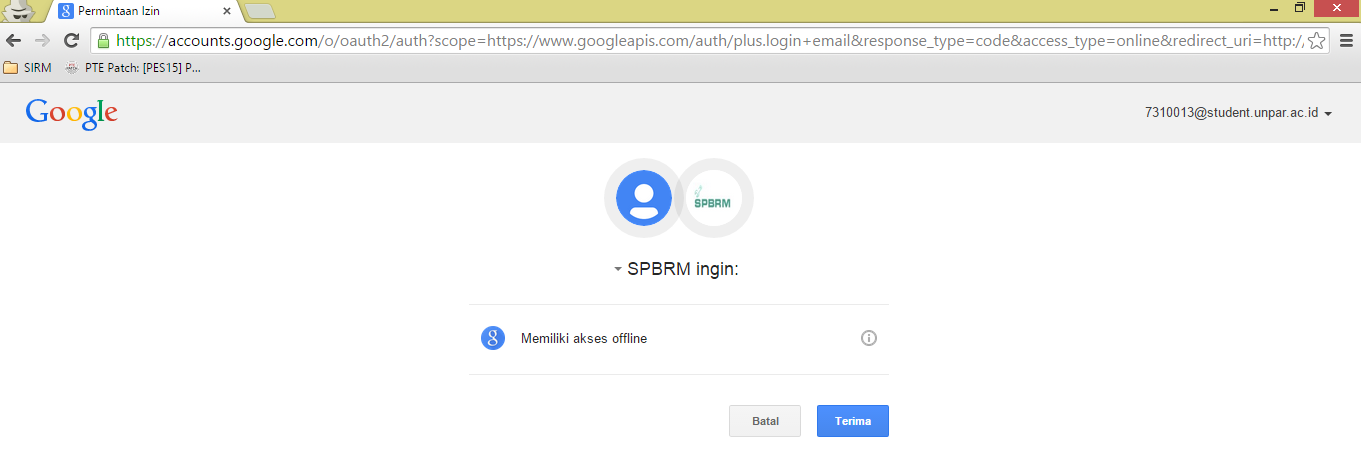 Permintaan Izin
https://accounts.google.com/o/oauth2/auth?scope=https://www.googleapis.com/auth/plus.login+email&response_type=code&access_type=online&redirect_uri=http:/
SIRM
PTE Patch: [PES15] P...
Google
7310013@student.unpar.ac.id
SPBRM
SPBRM ingin:
Memiliki akses offline
Batal
Terima